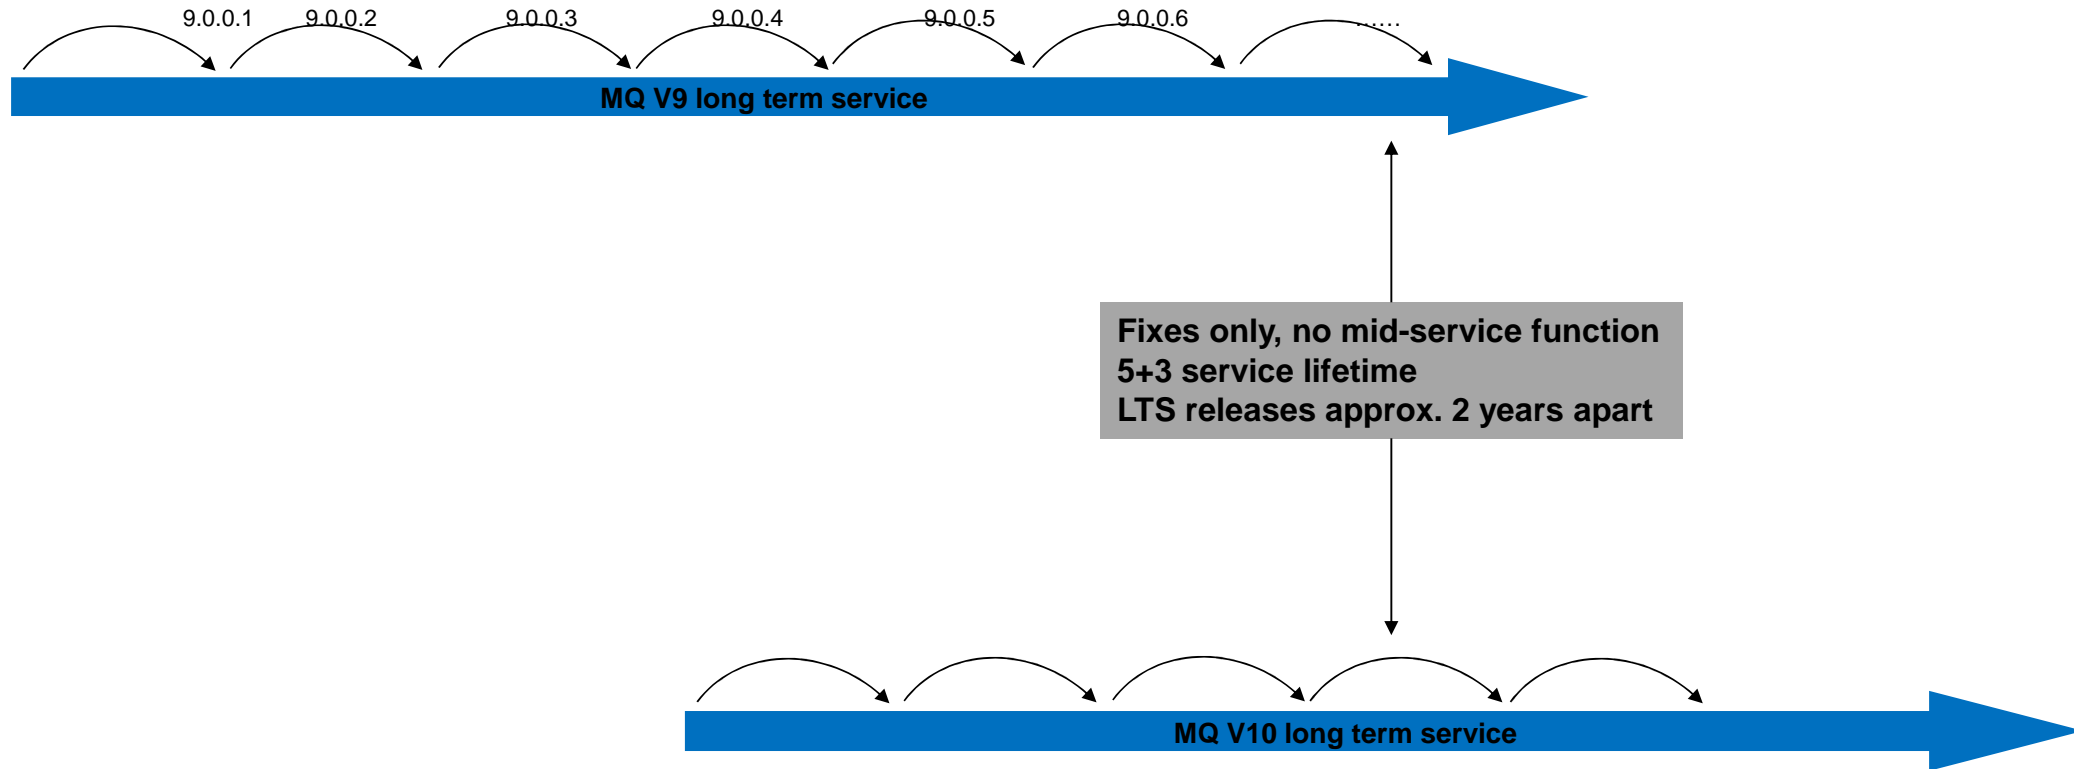 9.0.0.1 9.0.0.2 9.0.0.3 9.0.0.4 9.0.0.5 9.0.0.6 ……
MQ V9 long term service
Fixes only, no mid-service function
5+3 service lifetime
LTS releases approx. 2 years apart
MQ V10 long term service